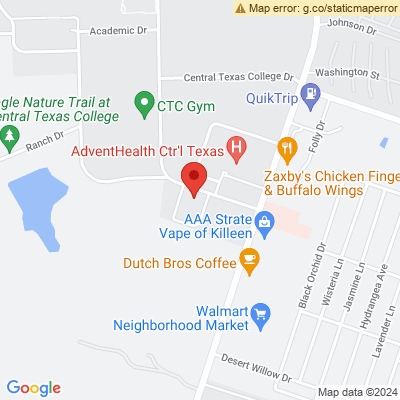 Map error: g.co/staticmaperror
Johnson Dr
Academic Dr
Central Texas College Dr
Washington St
ngle Nature Trail at
entral Texas College
CTC Gym
QuikTrip
Ranch Dr
Folly Dr
AdventHealth Ctr'l Texas
H
Zaxby's Chicken Finge
& Buffalo Wings
AAA Strate
Vape of Killeen
Dutch Bros Coffee
Black Orchid Dr
Wisteria Ln
Jasmine Ln
Hydrangea Ave
Lavender Ln
Walmart
Neighborhood Market
Desert Willow Dr
Google
Map data ©2024